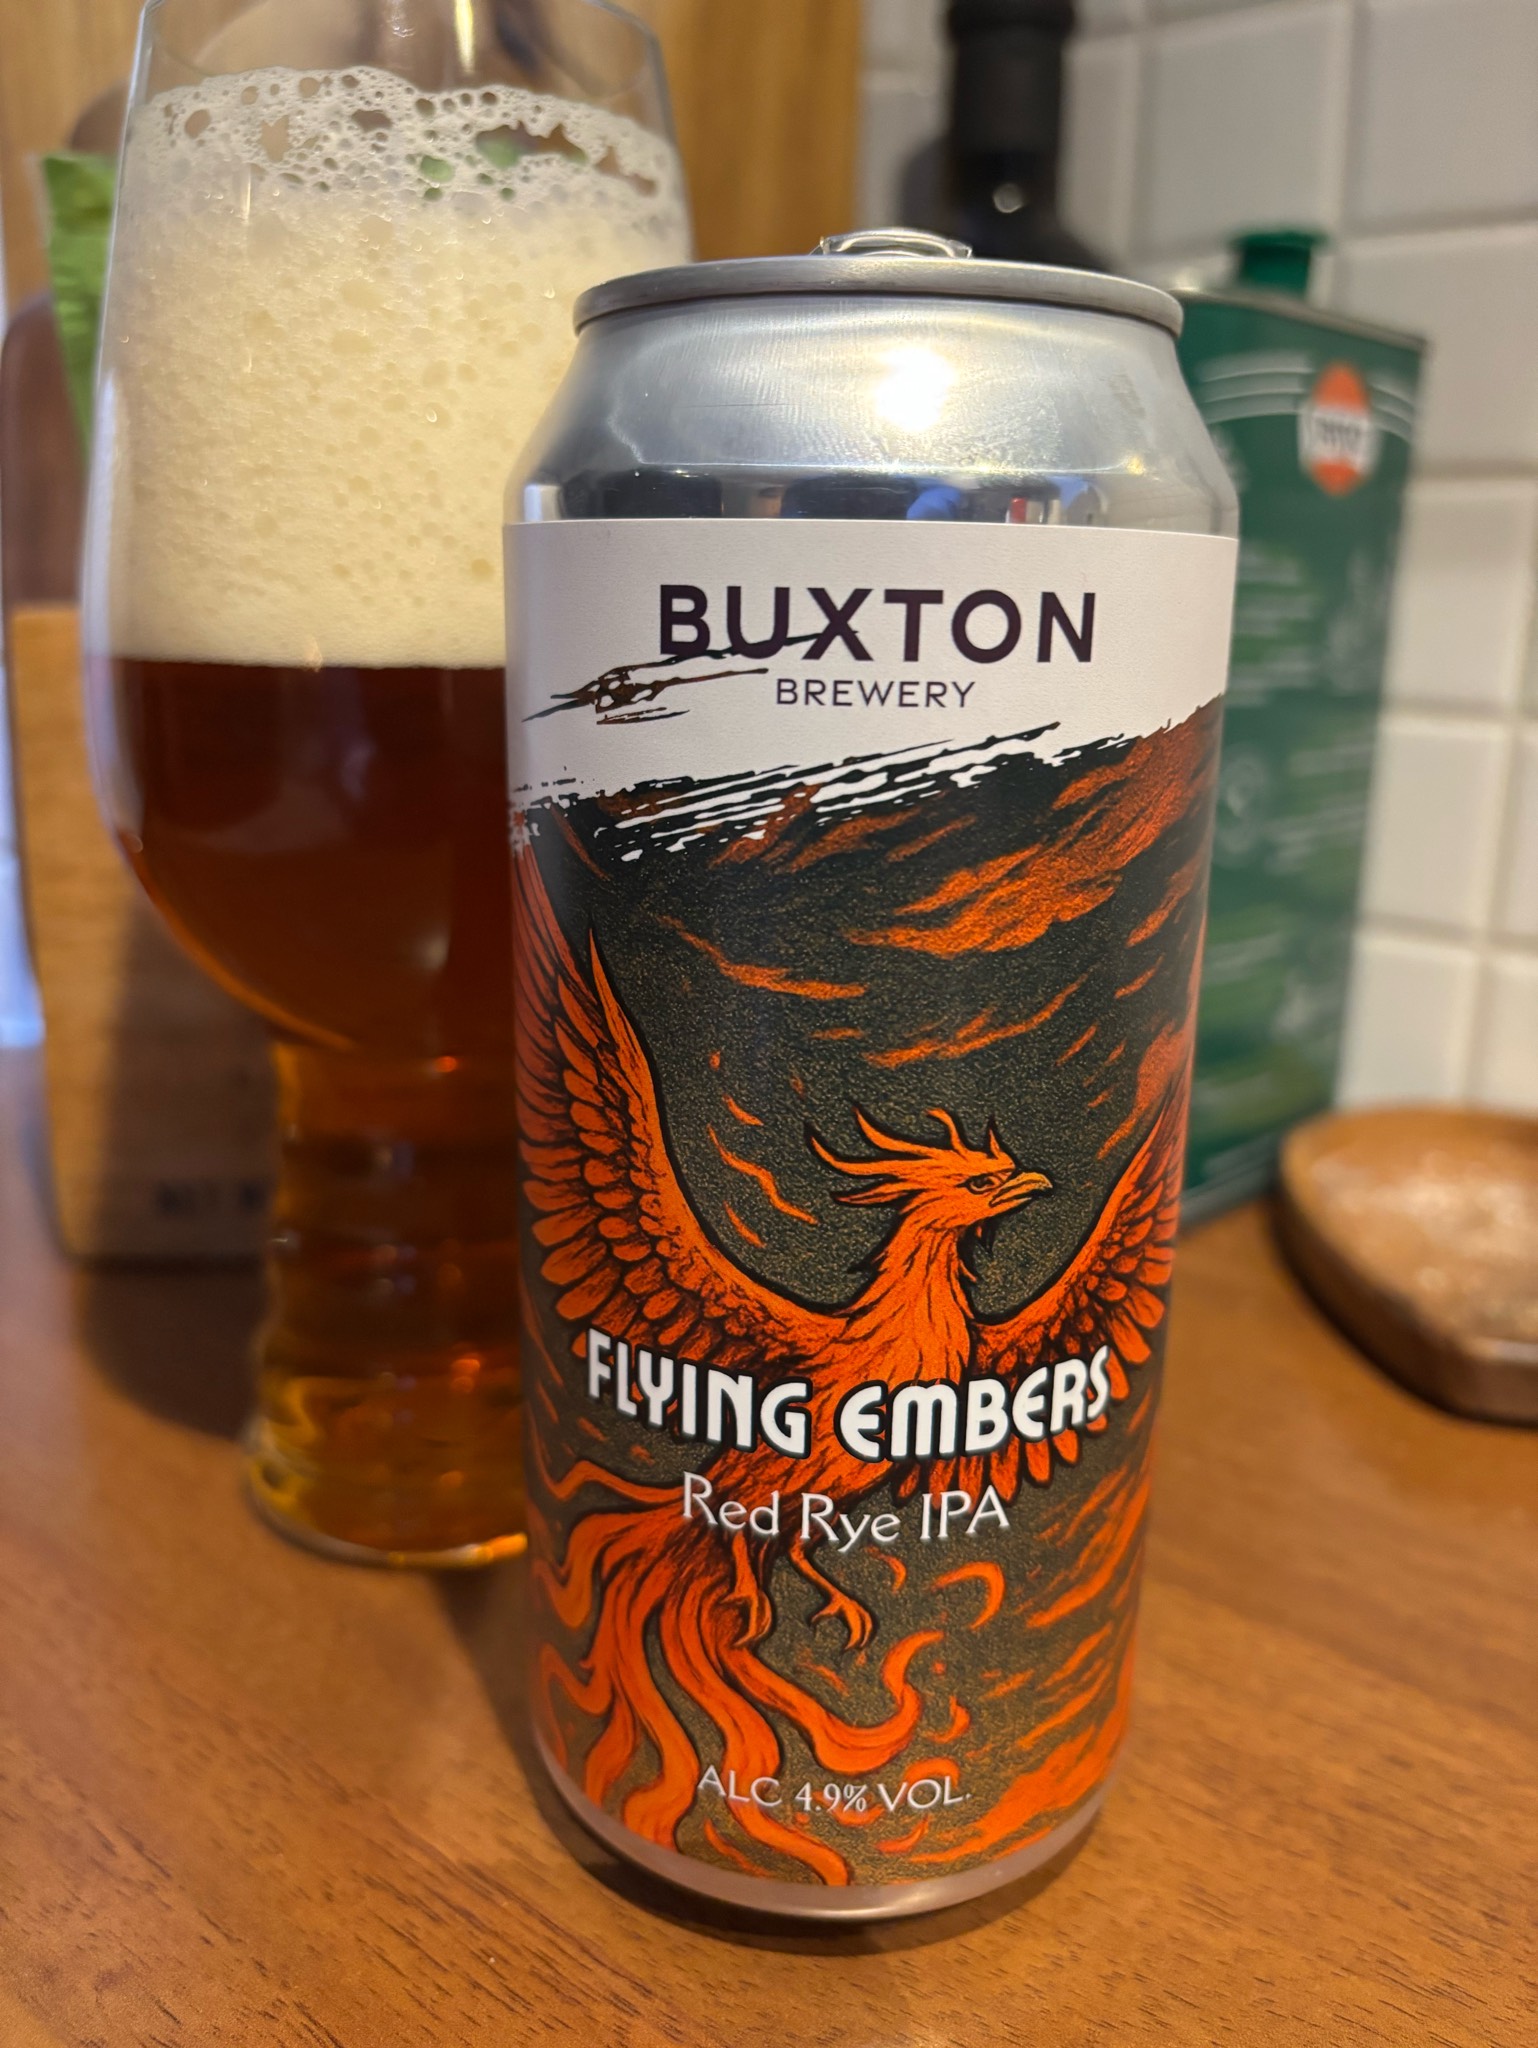 BUXTON
BREWERY
FLYING EMBERS
Red Rye IPA
ALC 4.9% VOL.